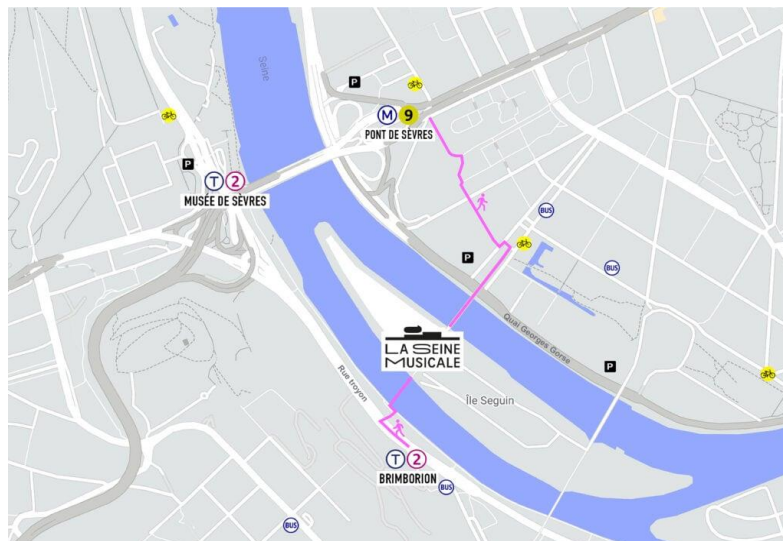 Seine
P
M 9
PONT DE SÈVRES
P
T 2
MUSÉE DE SÈVRES
BUS
P
BUS
LA SEINE
MUSICALE
Quai Georges Gorse
P
Rue troyon
Île Seguin
T 2
BRIMBORION
BUS
BUS